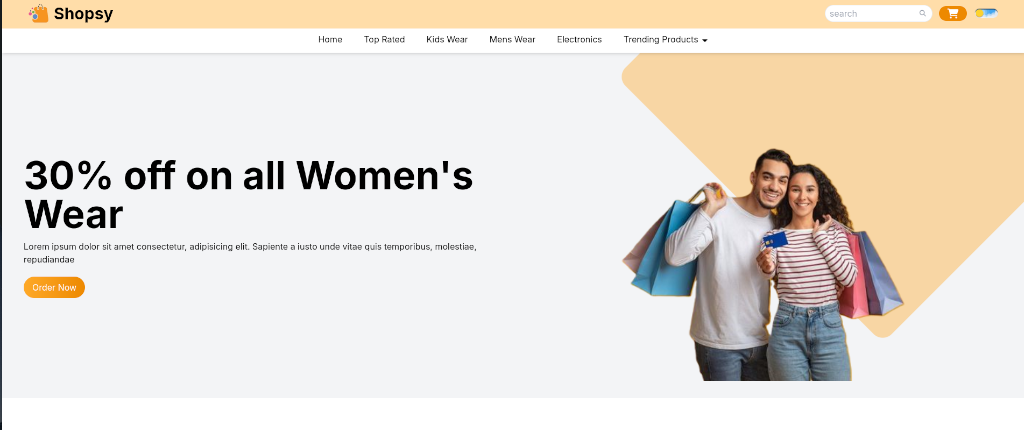 Shopsy
search
Home
Top Rated
Kids Wear
Mens Wear
Electronics
Trending Products
30% off on all Women's
Wear
Lorem ipsum dolor sit amet consectetur, adipisicing elit. Sapiente a iusto unde vitae quis temporibus, molestiae,
repudiandae
Order Now